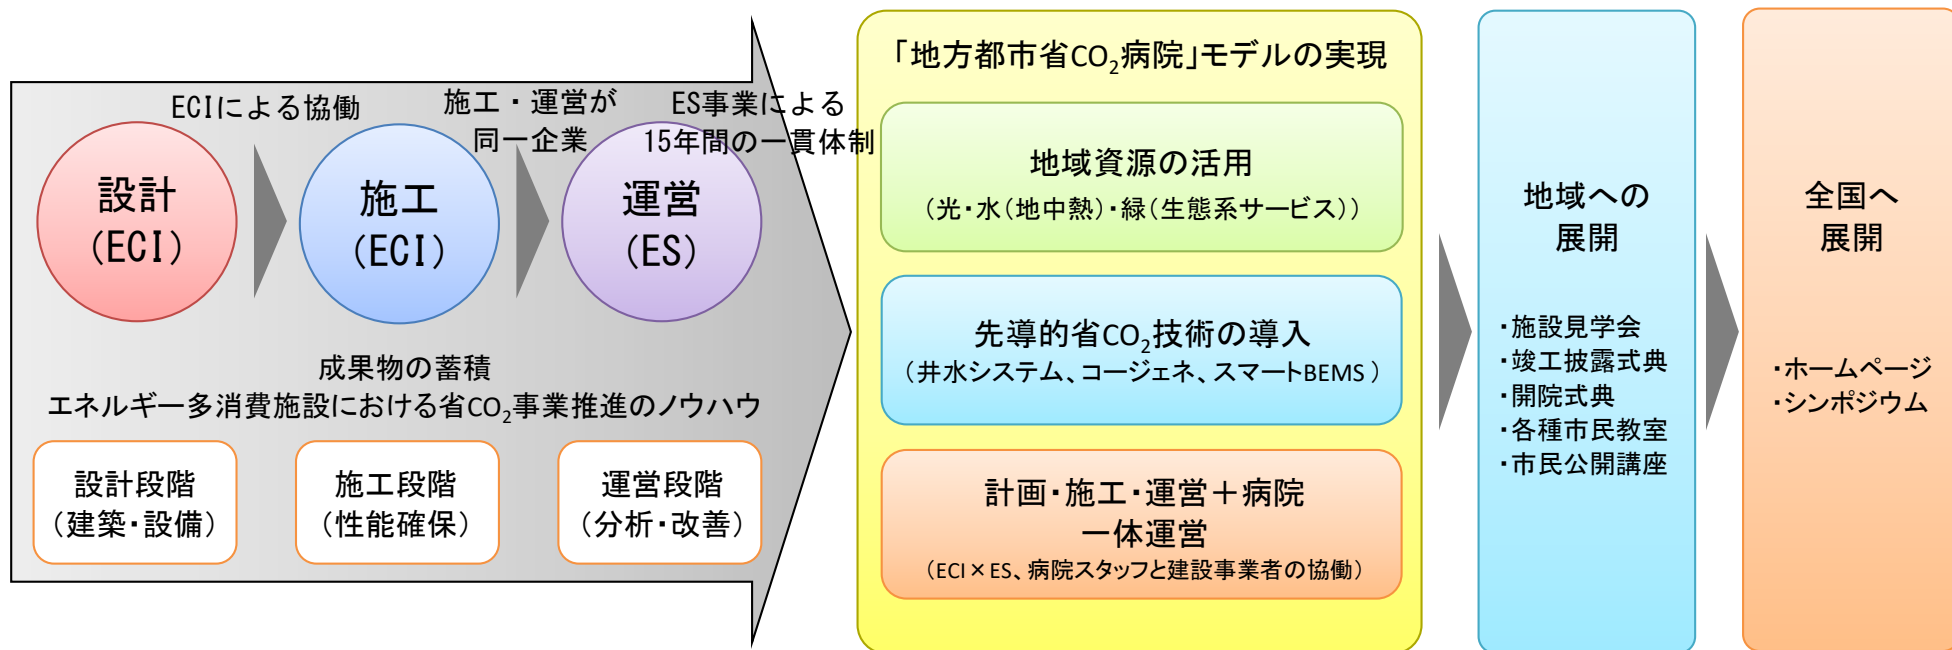 ECIによる協働
施工・運営が
同一企業
ES事業による
15年間の一貫体制
設計
(ECI)
施工
(ECI)
運営
(ES)
成果物の蓄積
エネルギー多消費施設における省CO₂事業推進のノウハウ
設計段階
(建築・設備)
施工段階
(性能確保)
運営段階
(分析・改善)
「地方都市省CO₂病院」モデルの実現
地域資源の活用
(光・水(地中熱)・緑(生態系サービス))
先導的省CO₂技術の導入
(井水システム、コージェネ、スマートBEMS)
計画・施工・運営＋病院
一体運営
(ECI×ES、病院スタッフと建設事業者の協働)
地域への
展開
・施設見学会
・竣工披露式典
・開院式典
・各種市民教室
・市民公開講座
全国へ
展開
・ホームページ
・シンポジウム